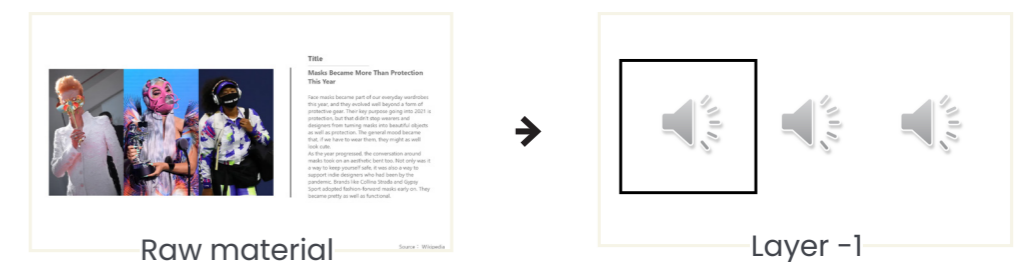 Title
Masks Became More Than Protection
This Year
Face masks became part of our everyday wardrobes
this year, and they evolved well beyond a form of
protective gear. Their key purpose going into 2021 is
protection, but that didn't stop wearers and
designers from turning masks into beautiful objects
as well as protection. The general mood became
that, if we have to wear them, they might as well
look cute.
As the year progressed, the conversation around
masks took on an aesthetic bent too. Not only was it
a way to keep yourself safe, it was also a way to
support indie designers who had been by the
pandemic. Brands like Collina Strada and Gypsy
Sport adopted fashion-forward masks early on. They
became pretty as well as functional.
Source | Wikipedia
Raw material
Layer -1